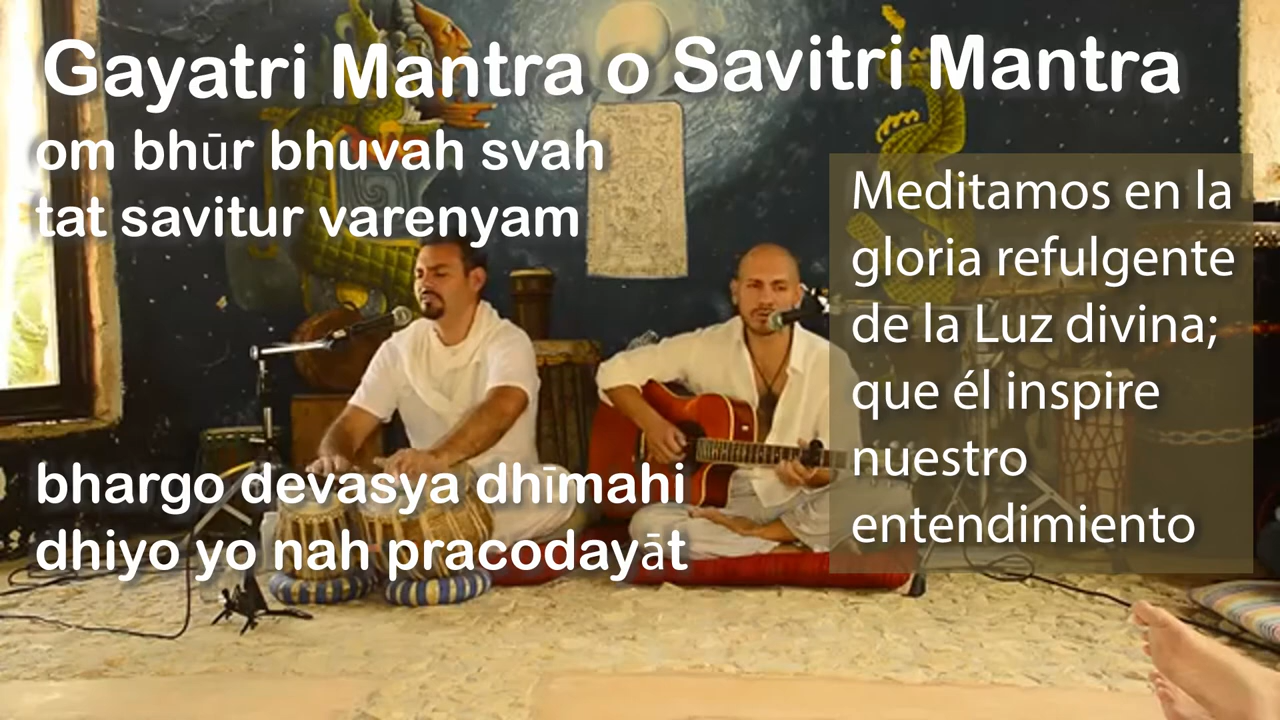 Gayatri Mantra o Savitri Mantra
om bhūr bhuvah svah
tat savitur varenyam
bhargo devasya dhīmahi
dhiyo yo nah pracodayāt
Meditamos en la
gloria refulgente
de la Luz divina;
que él inspire
nuestro
entendimiento